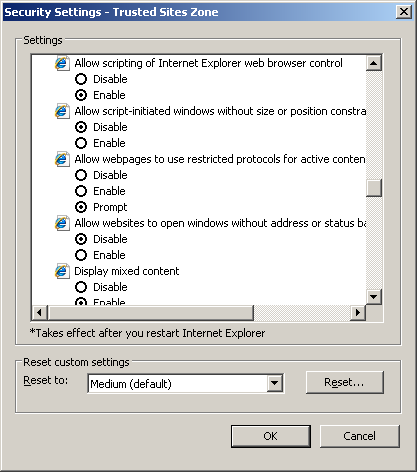 Security Settings - Trusted Sites Zone
Settings
Allow scripting of Internet Explorer web browser control
Disable
Enable
Allow script-initiated windows without size or position constra
Disable
Enable
Allow webpages to use restricted protocols for active conten
Disable
Enable
Prompt
Allow websites to open windows without address or status ba
Disable
Enable
Display mixed content
Disable
Enable
*Takes effect after you restart Internet Explorer
Reset custom settings
Reset to:
Medium (default)
Reset...
OK
Cancel